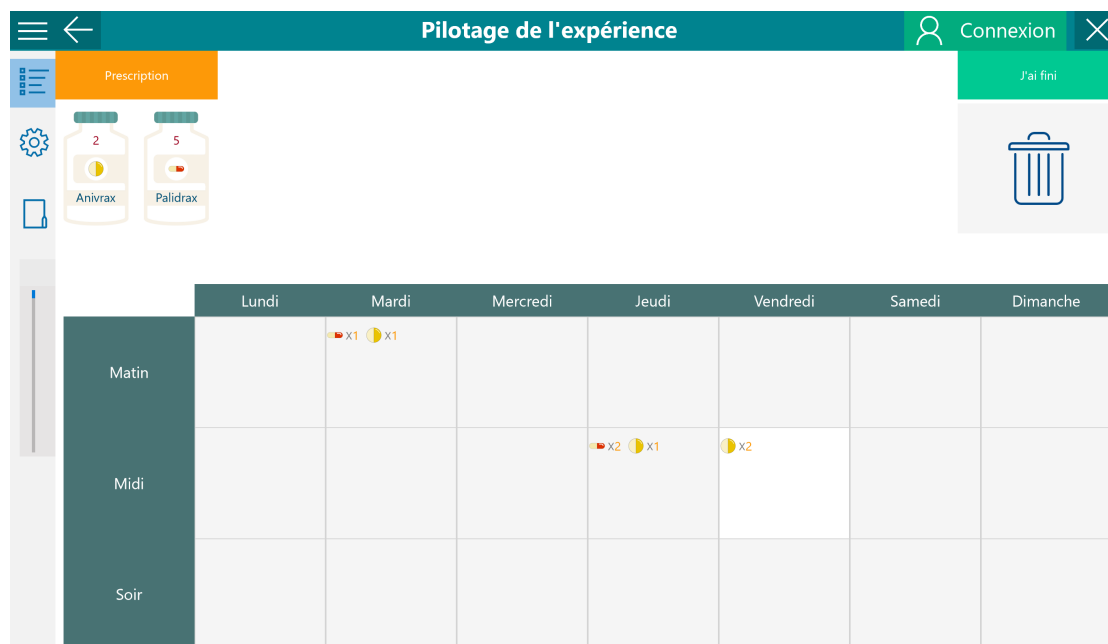 Pilotage de l'expérience
Connexion
Prescription
J'ai fini
2
5
Anivrax
Palidrax
Lundi
Mardi
Mercredi
Jeudi
Vendredi
Samedi
Dimanche
Matin
x1
x1
Midi
x2
x1
x2
Soir